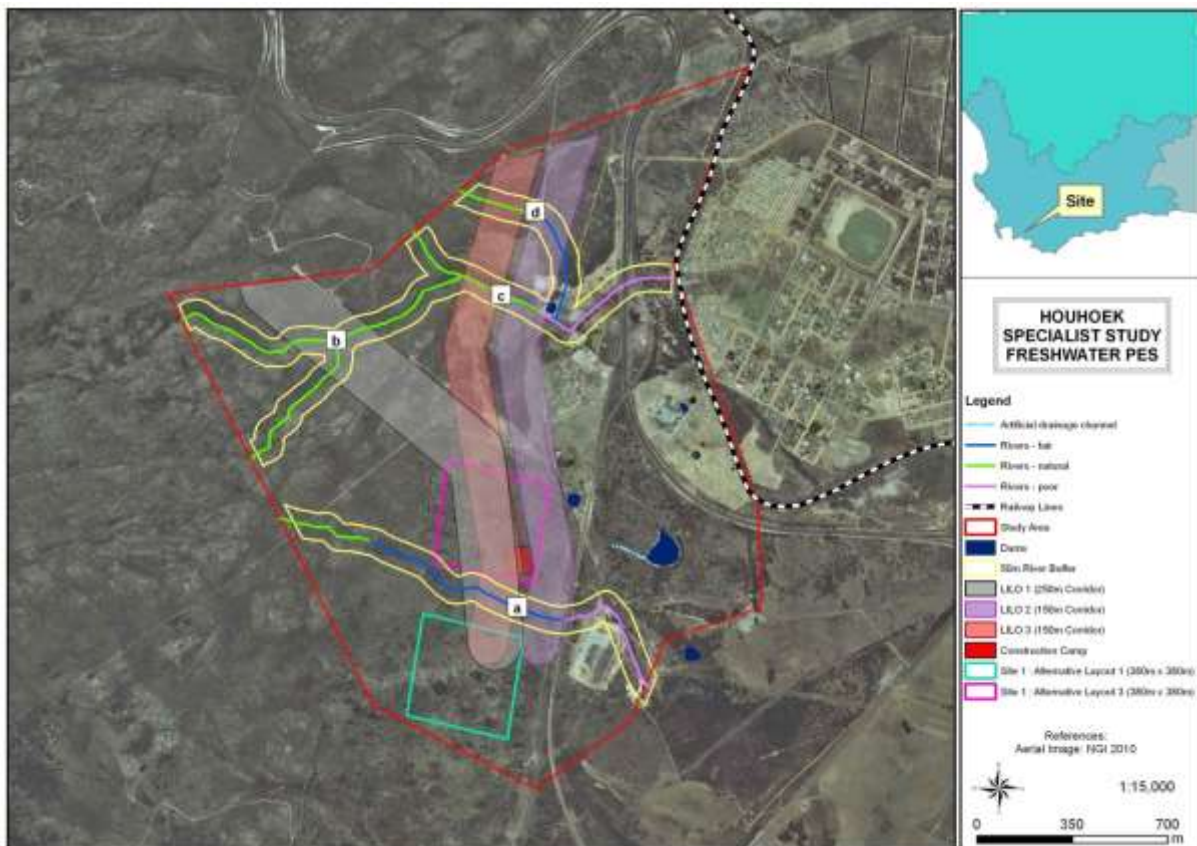 d
c
b
a
Site
HOUHOEK
SPECIALIST STUDY
FRESHWATER PES
Legend
Artificial drainage channel
Rivers - fair
Rivers - natural
Rivers - poor
Railway Lines
Study Area
Dams
50m River Buffer
LILO 1 (250m Corridor)
LILO 2 (150m Corridor)
LILO 3 (150m Corridor)
Construction Camp
Site 1 : Alternative Layout 1 (380m x 380m)
Site 1 : Alternative Layout 2 (380m x 380m)
References:
Aerial Image: NGI 2010
1:15,000
0 350 700
m